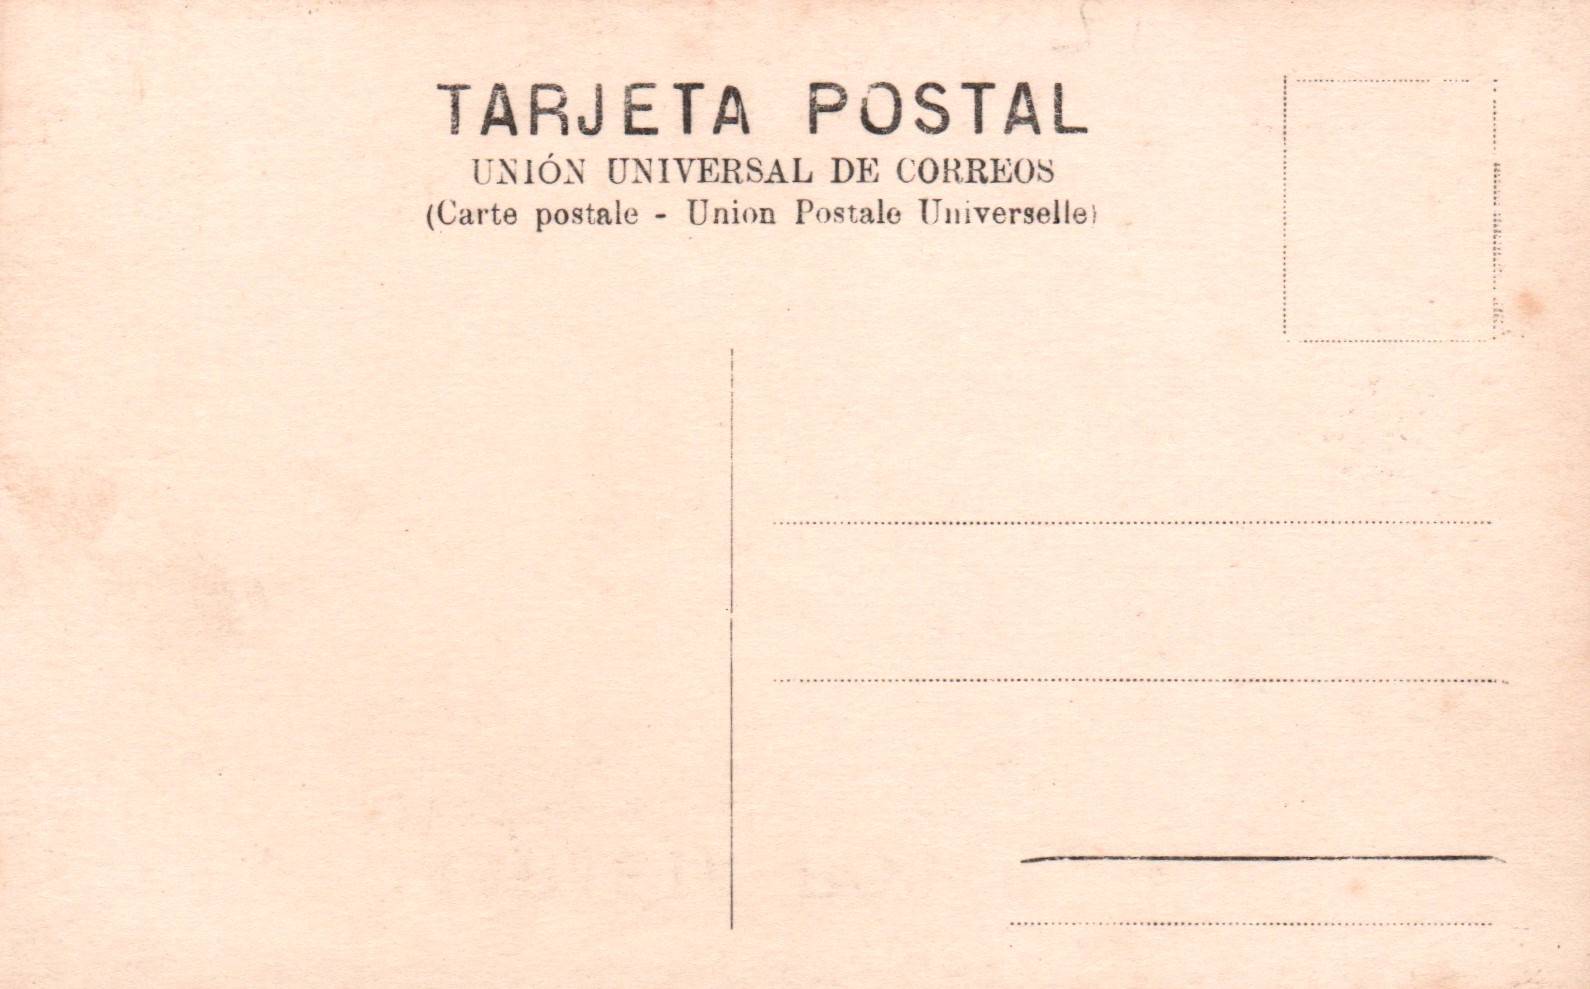 TARJETA POSTAL
UNIÓN UNIVERSAL DE CORREOS
(Carte postale - Union Postale Universelle)